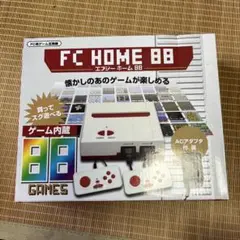 FC HOME 88
エフシー ホーム 88
懐かしのあのゲームが楽しめる
買って
スグ遊べる
ゲーム内蔵
88
GAMES
ACアダプタ
付属